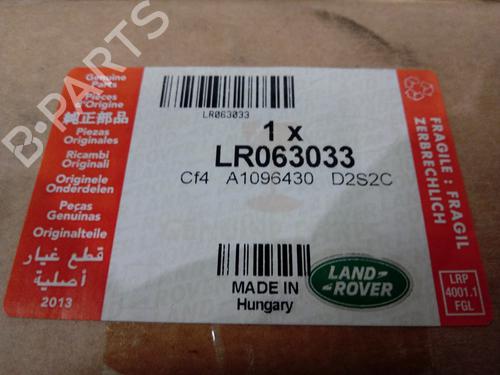 B-PARTS
Genuine
Parts
Pièces
d'Origine
純正部品
Piezas
Originales
Ricambi
Originali
Originele
Onderdelen
Peças
Genuinas
Originalteile
قطع غيار
أصلية
2013
LR063033
1 x
LR063033
Cf4 A1096430 D2S2C
MADE IN
Hungary
LAND
ROVER
FRAGILE : FRAGIL
ZERBRECHLICH
LRP
4001.1
FGL